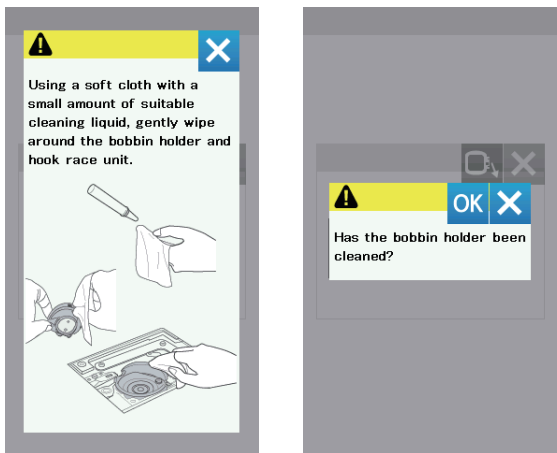 Using a soft cloth with a
small amount of suitable
cleaning liquid, gently wipe
around the bobbin holder and
hook race unit.
OK
Has the bobbin holder been
cleaned?